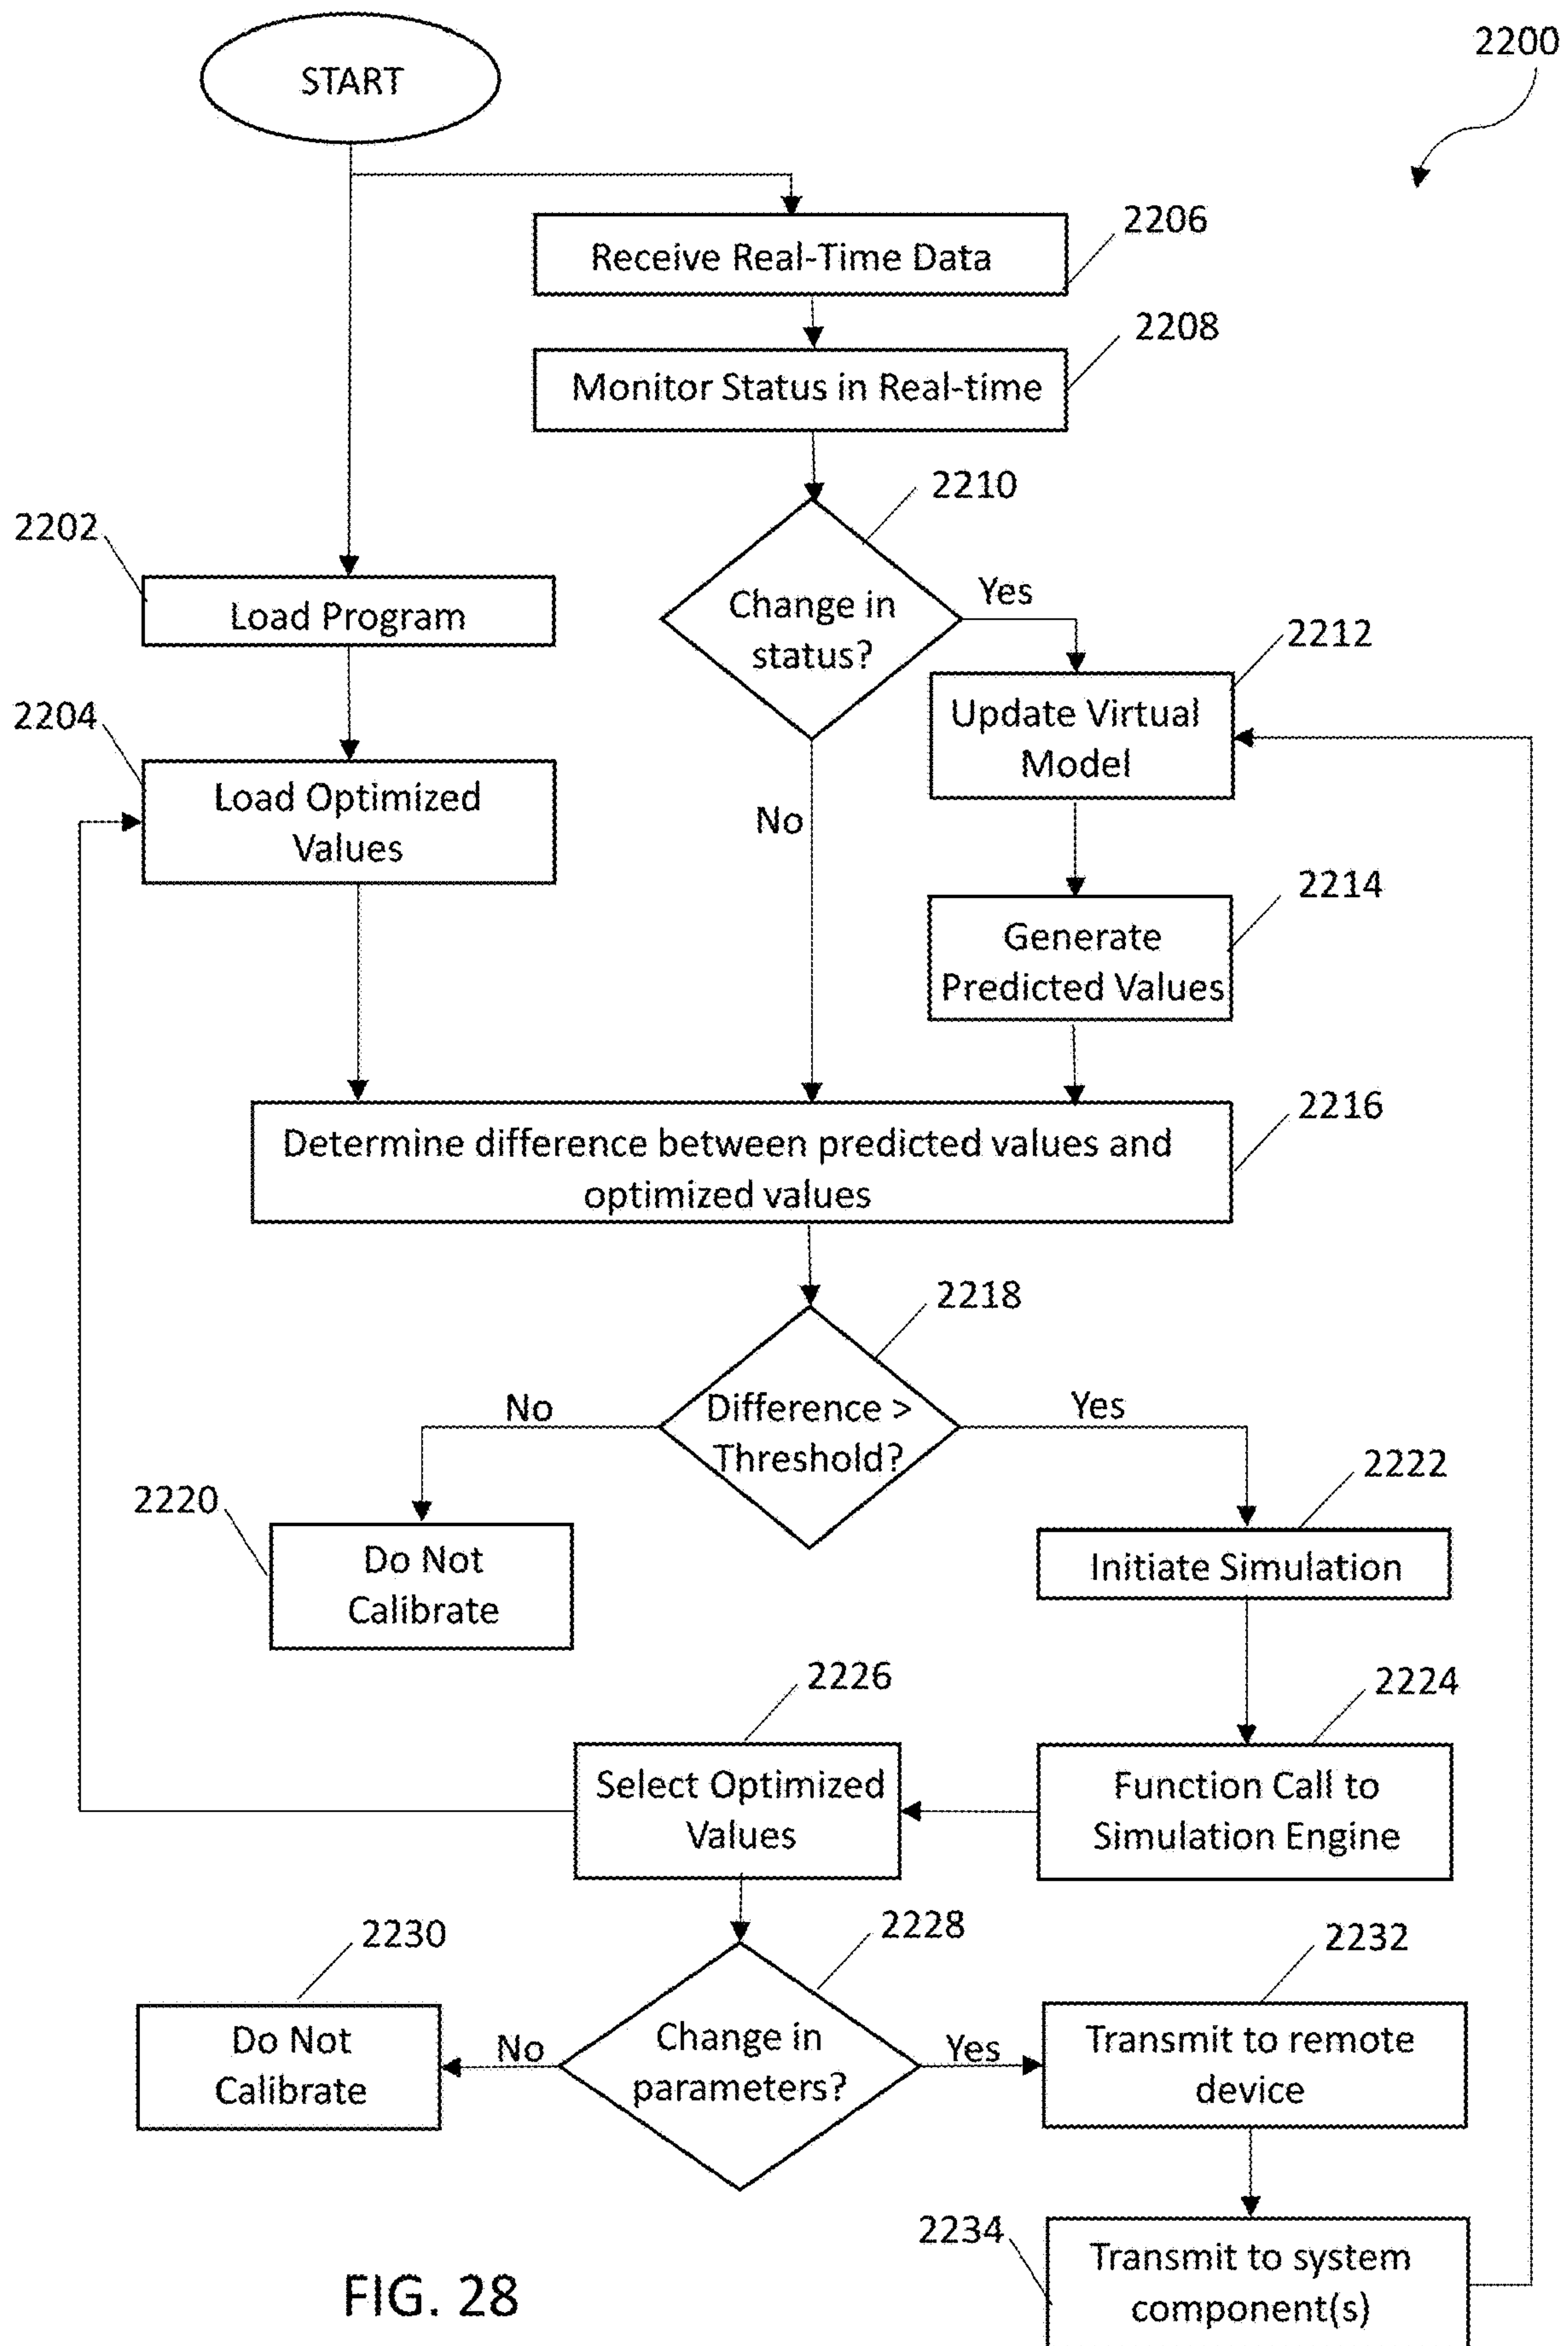 START
2200
Receive Real-Time Data
2206
Monitor Status in Real-time
2208
2210
Change in
status?
Yes
No
2202
Load Program
2212
Update Virtual
Model
2204
Load Optimized
Values
2214
Generate
Predicted Values
2216
Determine difference between predicted values and
optimized values
2218
Difference >
Threshold?
No
Yes
2220
Do Not
Calibrate
2222
Initiate Simulation
2224
Function Call to
Simulation Engine
2226
Select Optimized
Values
2228
Change in
parameters?
No
Yes
2230
Do Not
Calibrate
2232
Transmit to remote
device
2234
Transmit to system
component(s)
FIG. 28